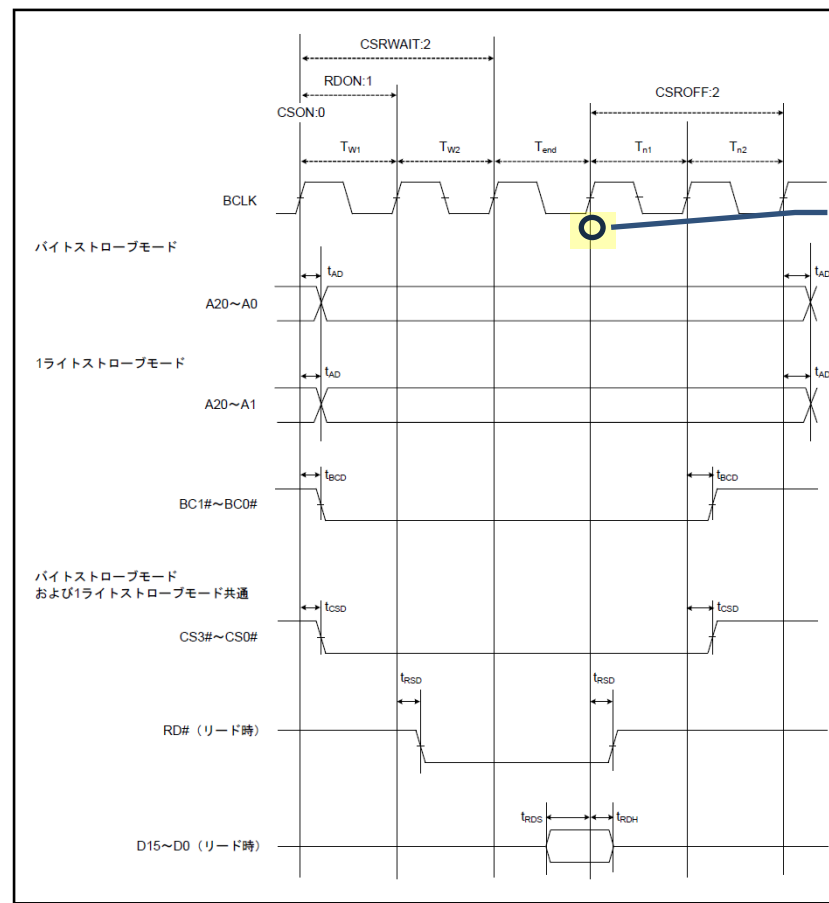 CSRWAIT:2
RDON:1
CSROFF:2
CSON:0
TW1 TW2 Tend Tn1 Tn2
BCLK
バイトストローブモード
tAD tAD
A20～A0
1ライトストローブモード
tAD tAD
A20～A1
tBCD tBCD
BC1#～BC0#
バイトストローブモード
および1ライトストローブモード共通
tCSD tCSD
CS3#～CS0#
tRSD tRSD
RD#（リード時）
tRDS tRDH
D15～D0（リード時）